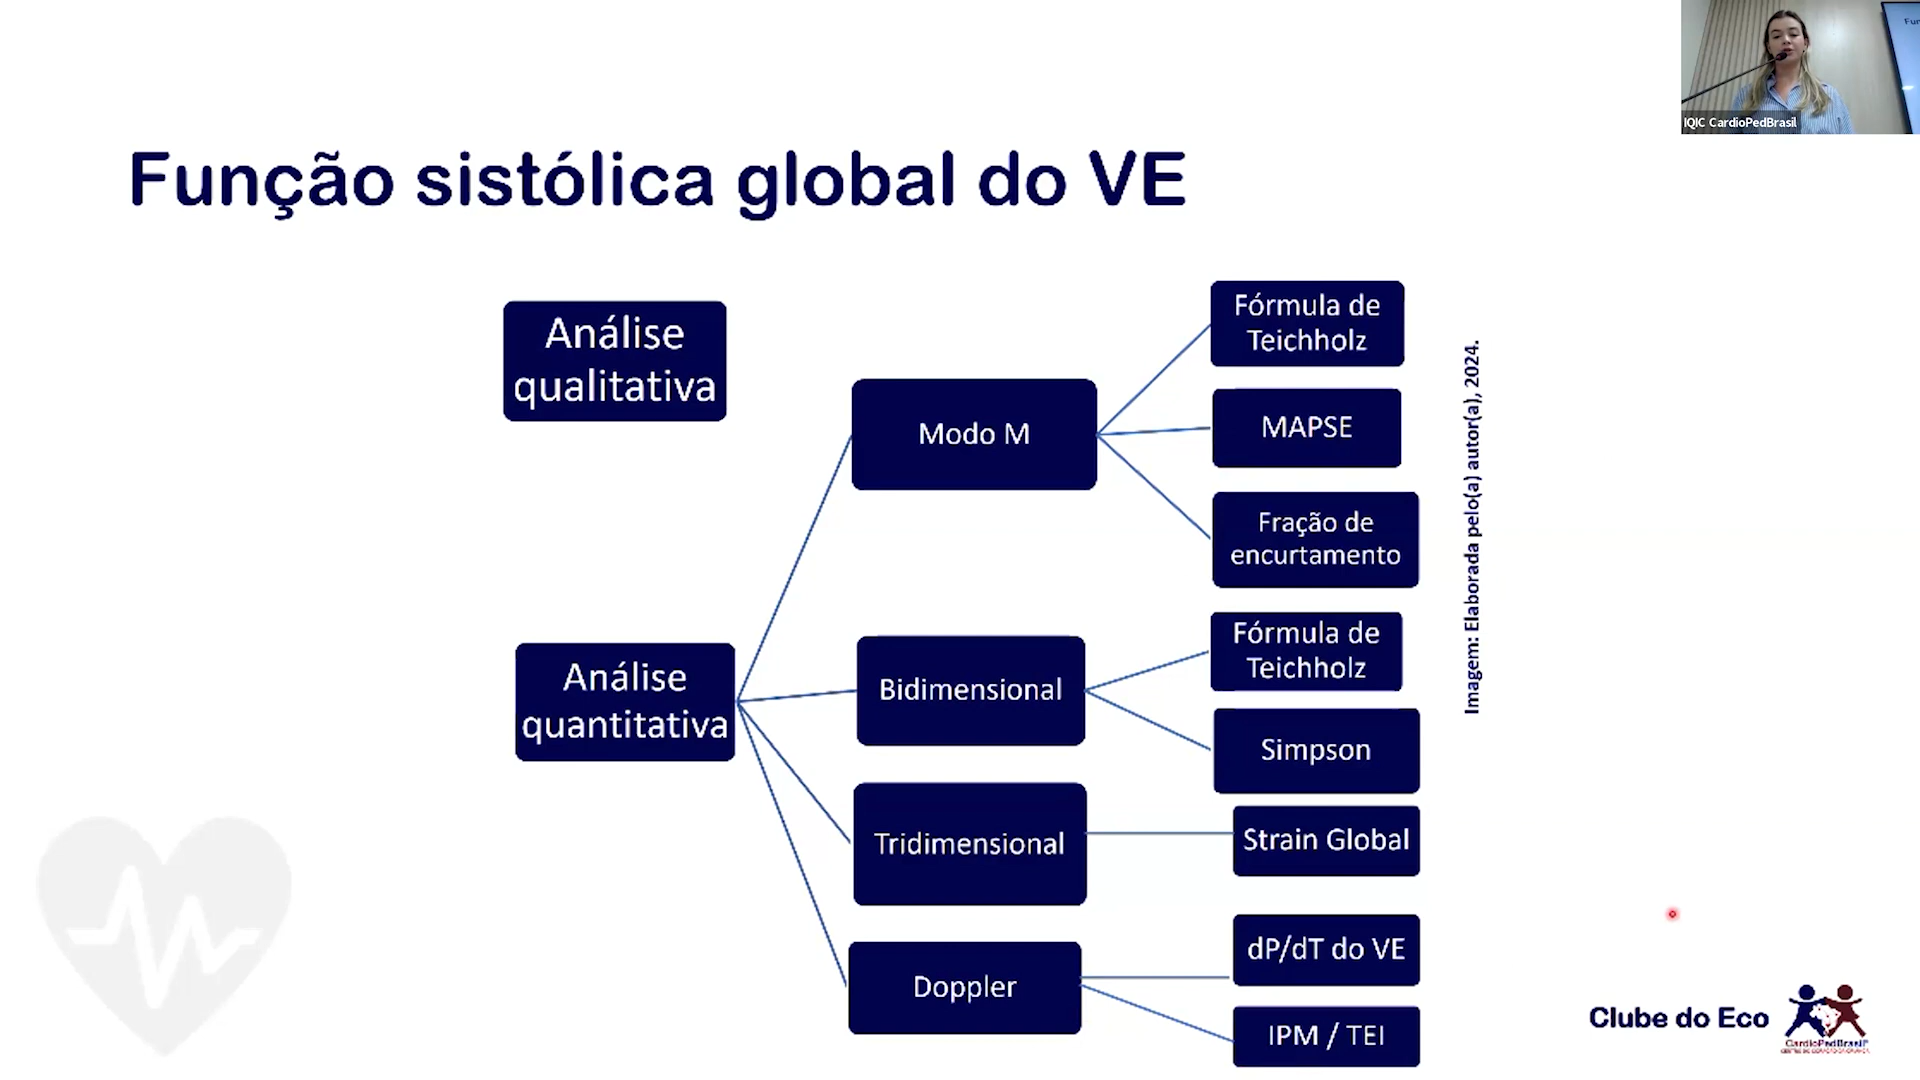 IQIC CardioPedBrasil
Função sistólica global do VE
Análise
qualitativa
Análise
quantitativa
Modo M
Fórmula de
Teichholz
MAPSE
Fração de
encurtamento
Bidimensional
Fórmula de
Teichholz
Simpson
Tridimensional
Strain Global
Doppler
dP/dT do VE
IPM / TEI
Imagem: Elaborada pelo(a) autor(a), 2024.
Clube do Eco
CardioPedBrasil